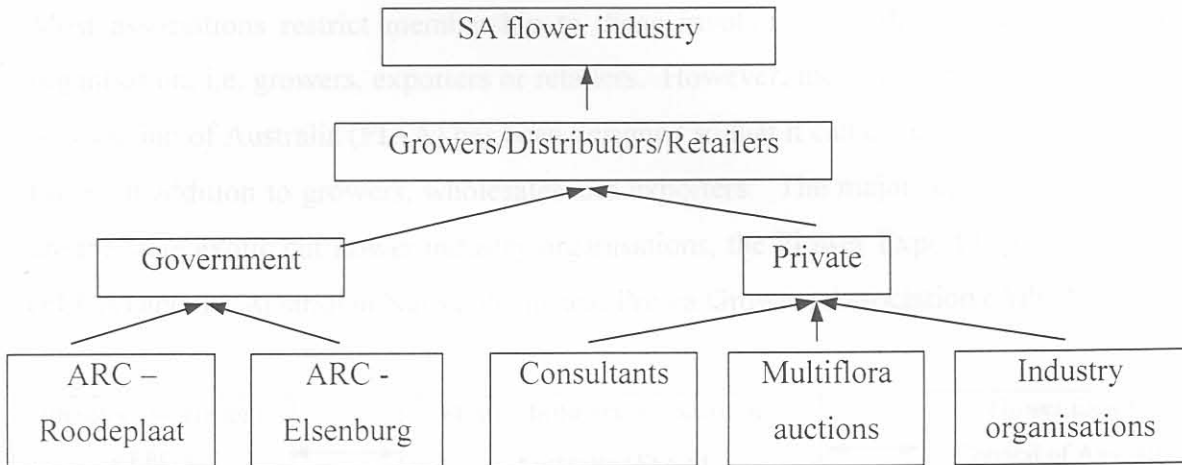 SA flower industry
Growers/Distributors/Retailers
Government
Private
ARC –
Roodeplaat
ARC -
Elsenburg
Consultants
Multiflora
auctions
Industry
organisations